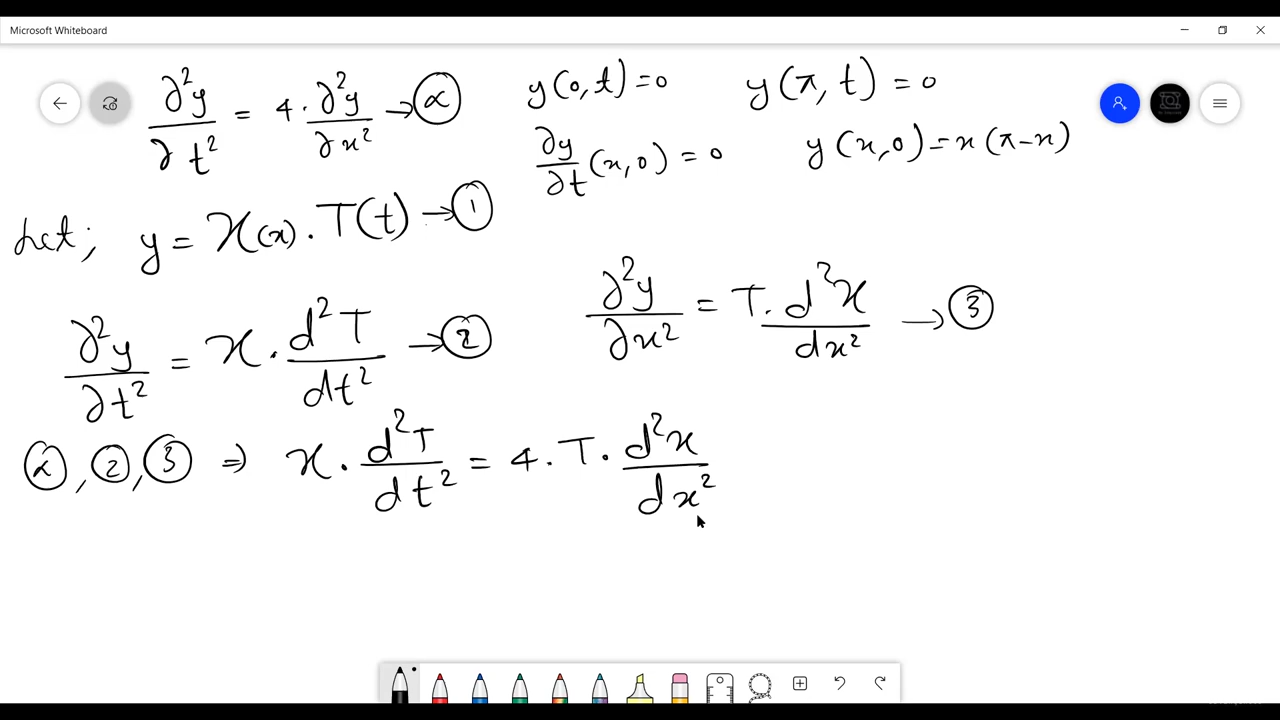 Microsoft Whiteboard
∂²y/∂t² = 4·∂²y/∂x² → (α)
y(0,t)=0
y(π,t)=0
∂y/∂t(x,0)=0
y(x,0)=x(π-x)
Let; y = X(x).T(t) → (1)
∂²y/∂t² = X·d²T/dt² → (2)
∂²y/∂x² = T.d²X/dx² → (3)
(α),(2),(3) ⇒ X·d²T/dt² = 4·T·d²X/dx²